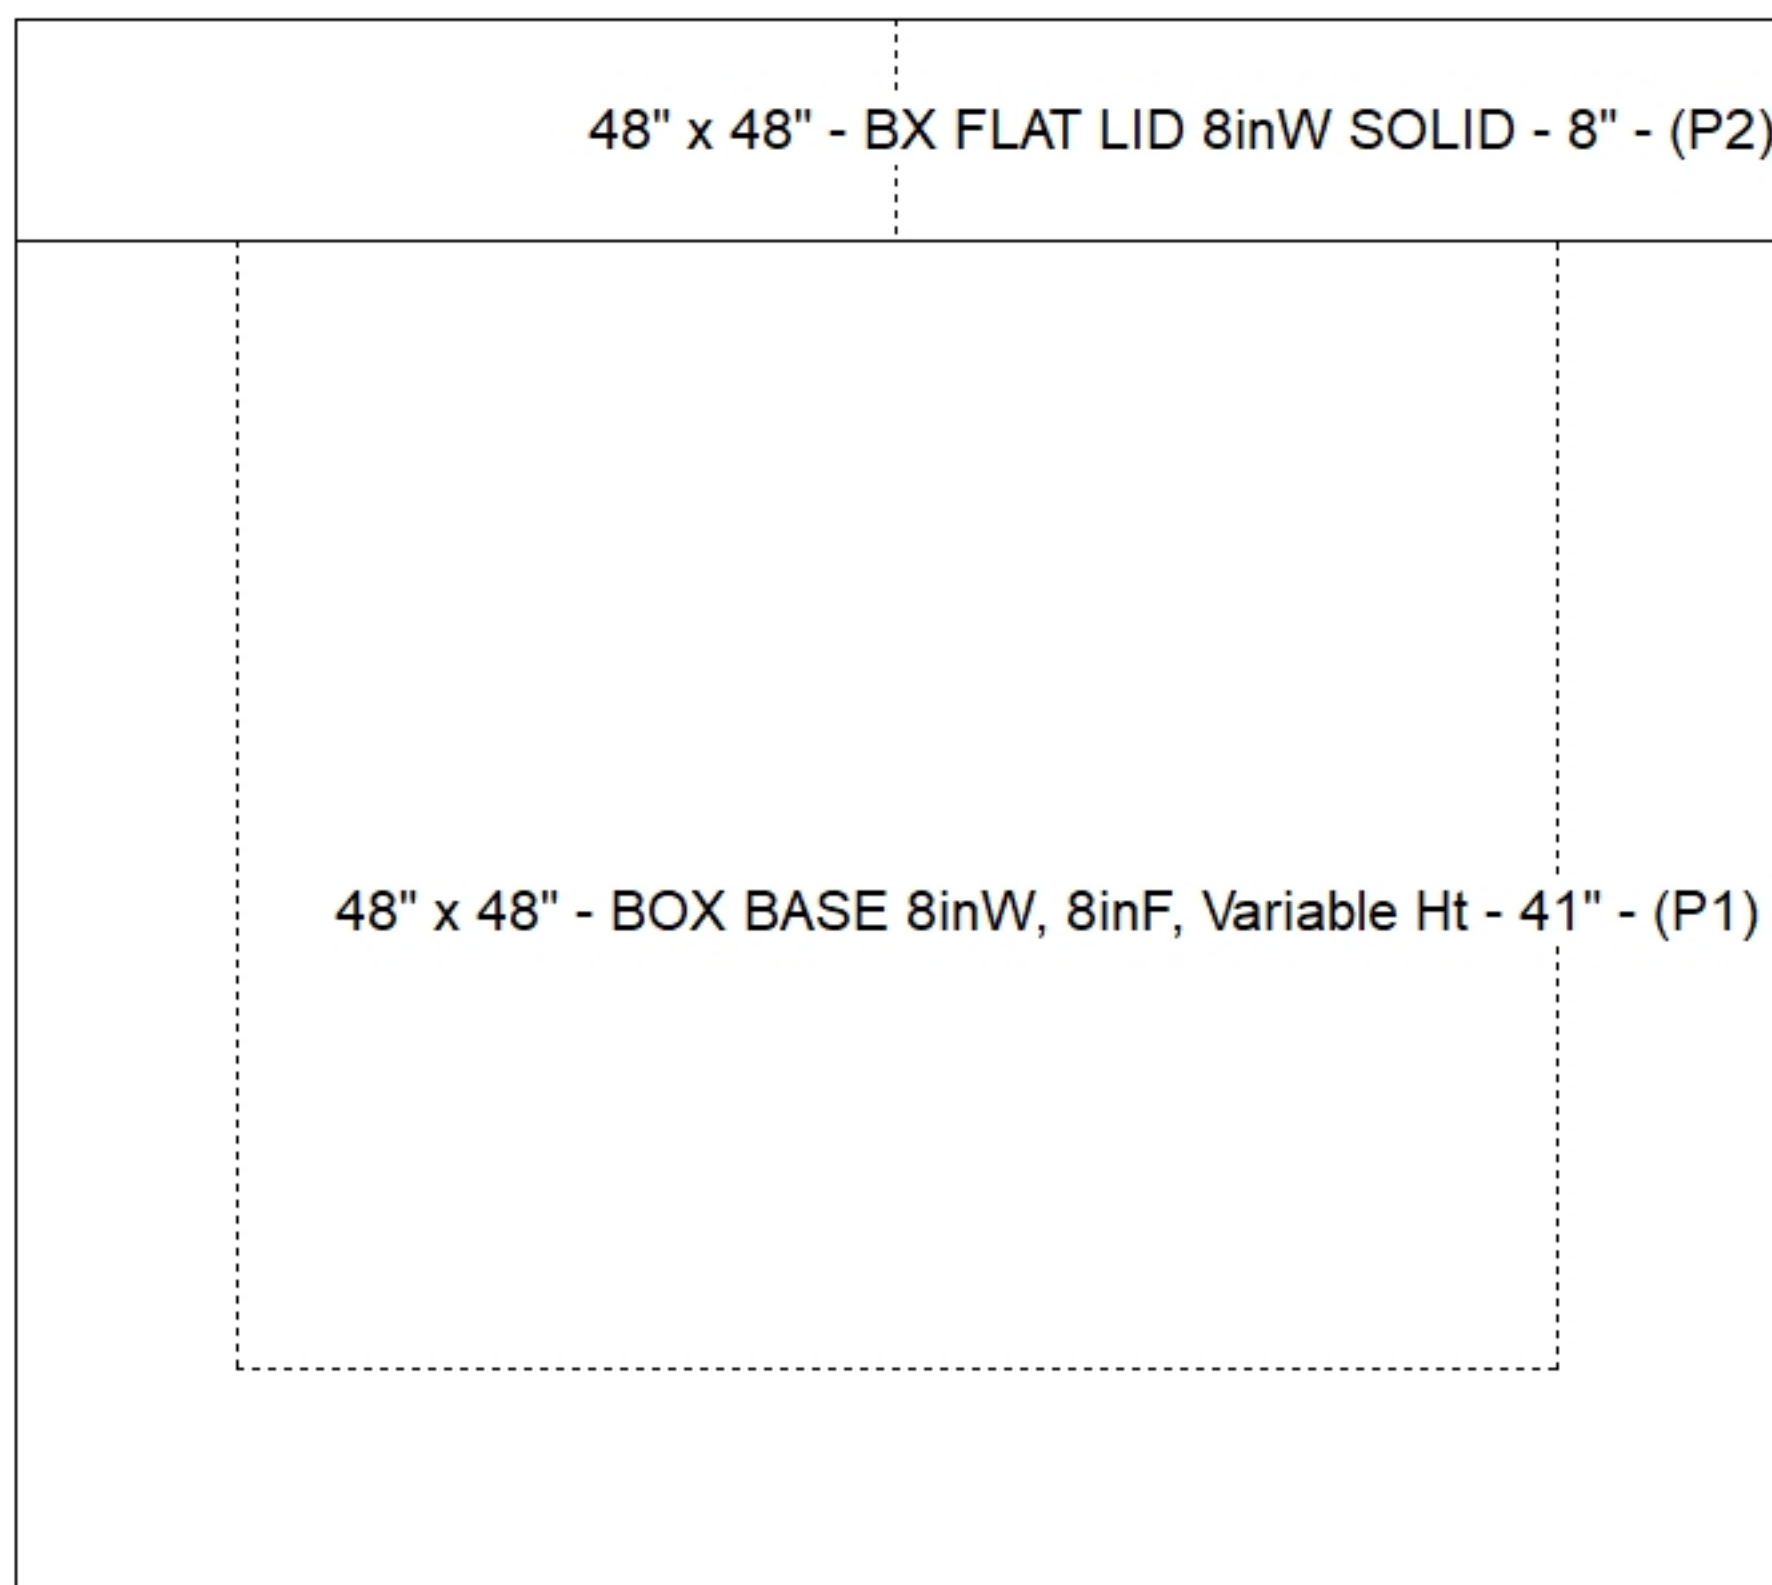 48" x 48" - BX FLAT LID 8inW SOLID - 8" - (P2)
48" x 48" - BOX BASE 8inW, 8inF, Variable Ht - 41" - (P1)